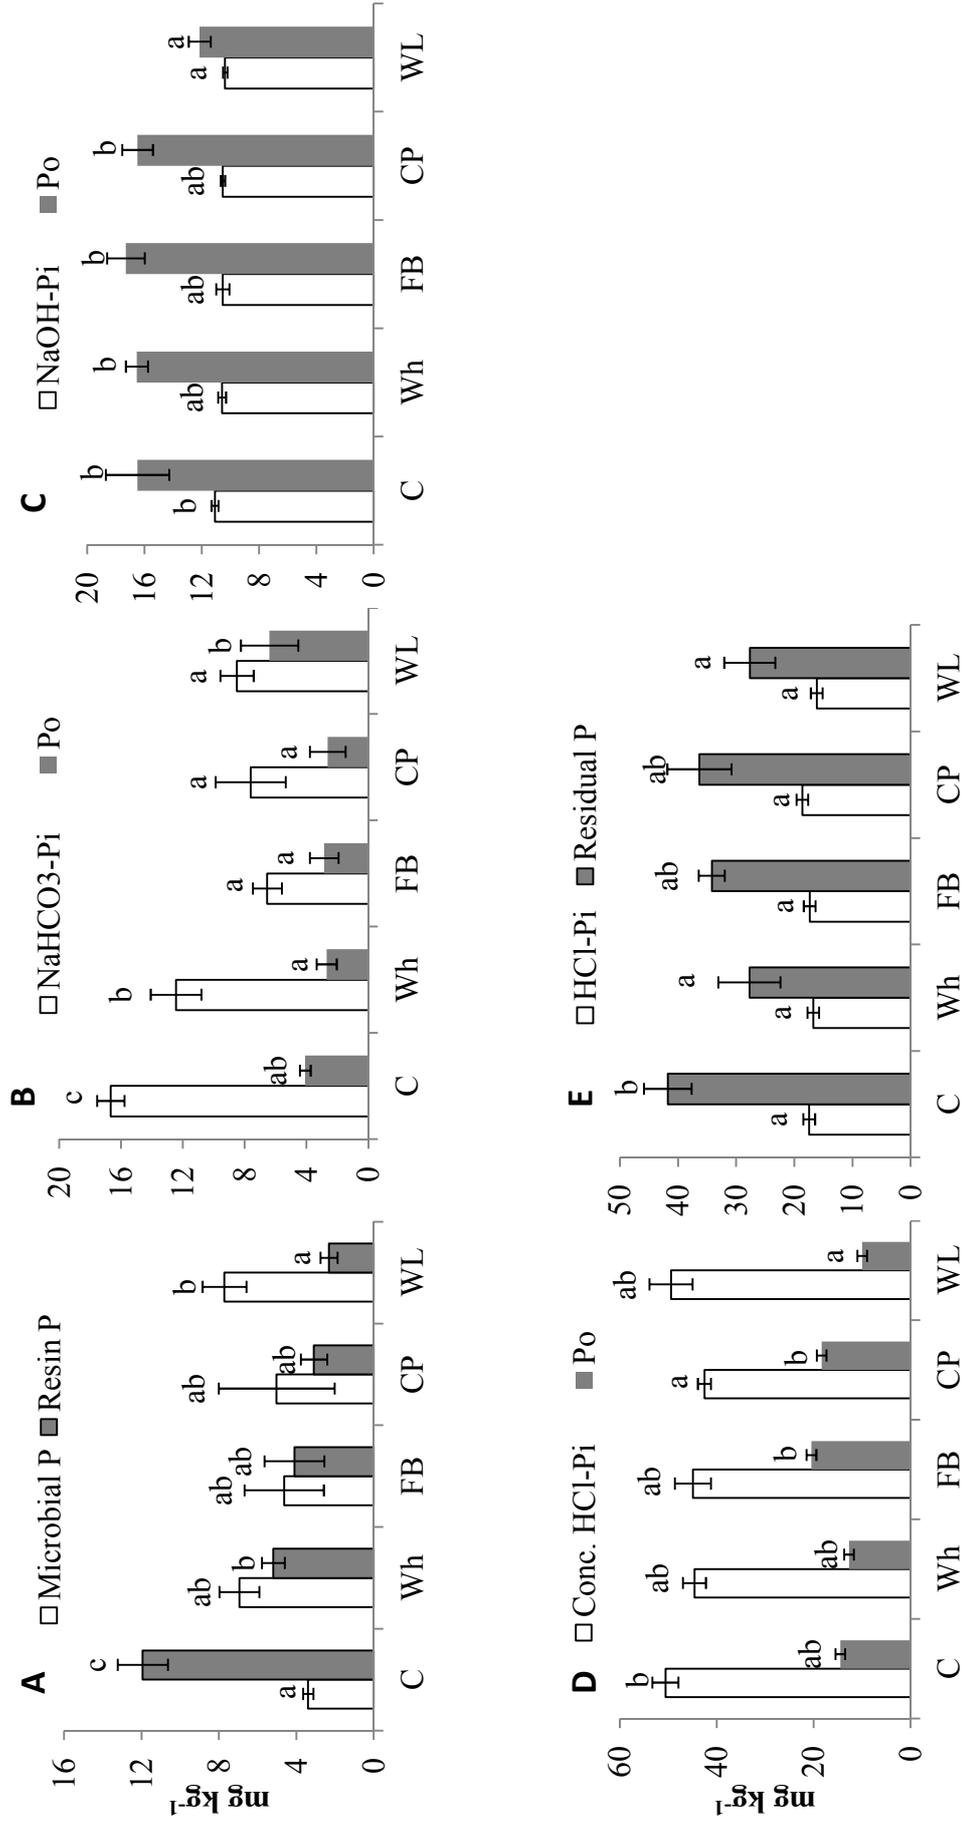 A
□ Microbial P ■ Resin P
mg kg-1
16
12
8
4
0
a c
ab b
ab ab
ab ab
b a
C Wh FB CP WL
B
□ NaHCO3-Pi ■ Po
20
16
12
8
4
0
c ab
b a
a a
a a
a b
C Wh FB CP WL
C
□ NaOH-Pi ■ Po
20
16
12
8
4
0
b b
ab b
ab b
ab b
a a
C Wh FB CP WL
D
□ Conc. HCl-Pi ■ Po
mg kg-1
60
40
20
0
b ab
ab ab
ab b
a b
ab a
C Wh FB CP WL
E
□ HCl-Pi ■ Residual P
50
40
30
20
10
0
a b
a a
a ab
a ab
a a
C Wh FB CP WL